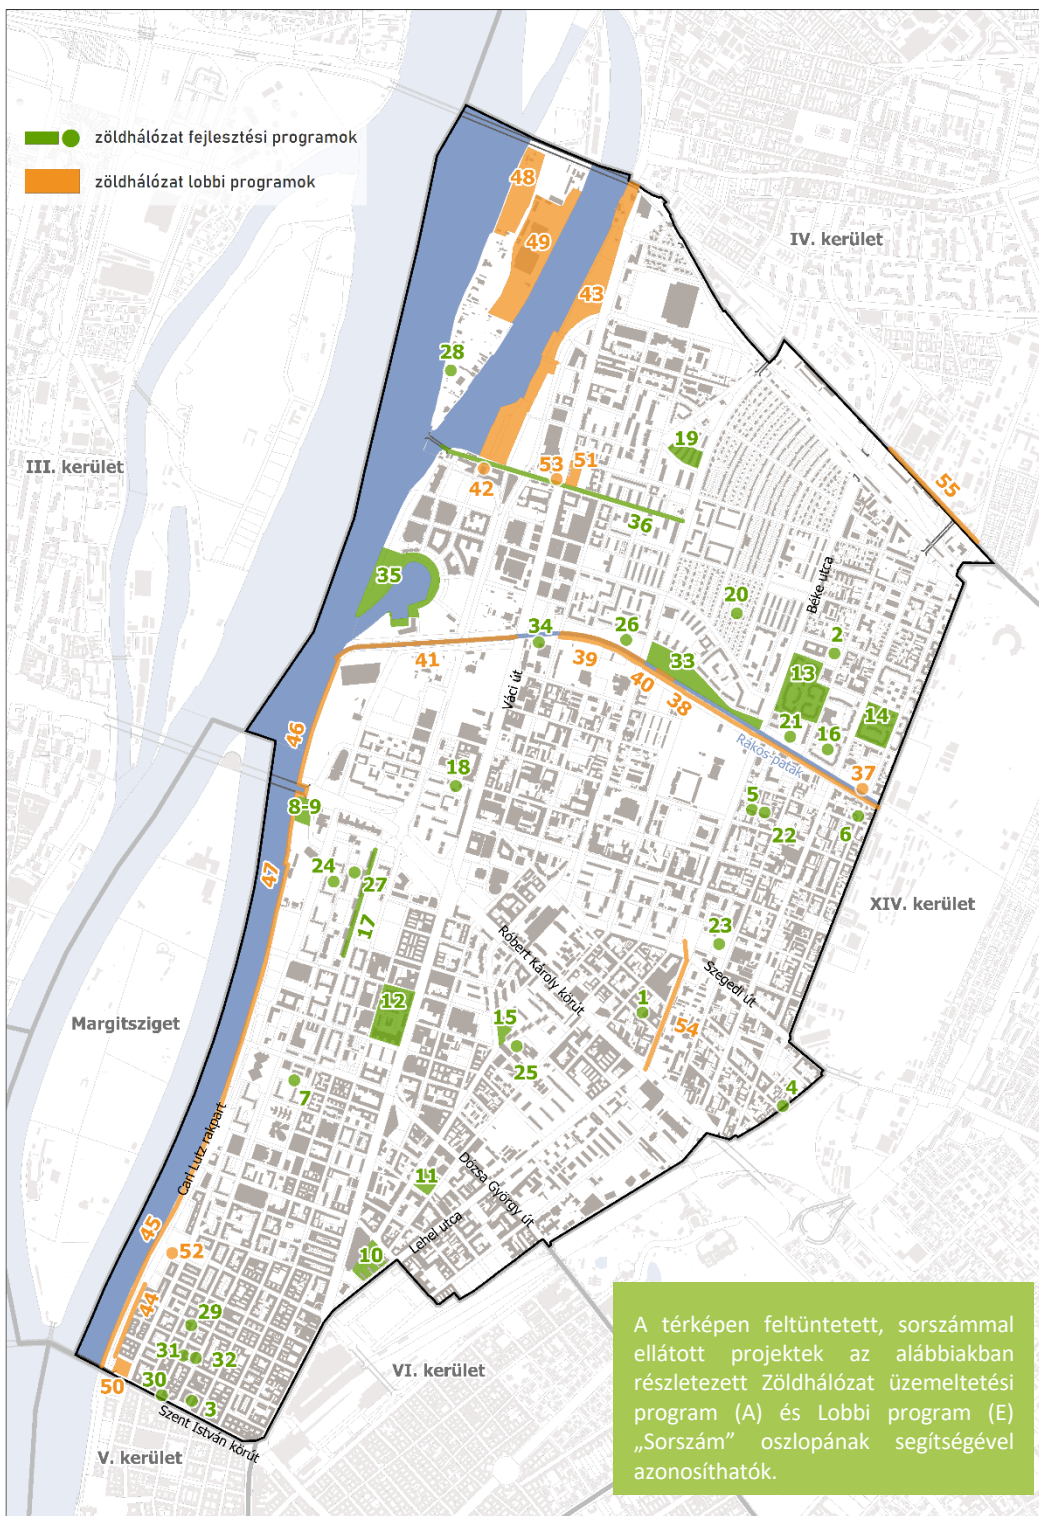 zöldhálózat fejlesztési programok
zöldhálózat lobbi programok
48
IV. kerület
49
43
28
III. kerület
19
55
53
51
42
36
35
Béke utca
20
34
26
2
41
39
33
40
13
38
Váci út
14
46
21
16
Rákos-patak
18
37
8-9
5
22
6
47
24
27
XIV. kerület
17
23
Róbert Károly körút
Szegedi út
12
1
Margitsziget
15
54
25
7
4
Carl Lutz rakpart
11
Dózsa György út
45
Lehel utca
52
10
44
29
31
32
50
30
3
VI. kerület
Szent István körút
V. kerület
A térképen feltüntetett, sorszámmal
ellátott projektek az alábbiakban
részletezett Zöldhálózat üzemeltetési
program (A) és Lobbi program (E)
„Sorszám” oszlopának segítségével
azonosíthatók.